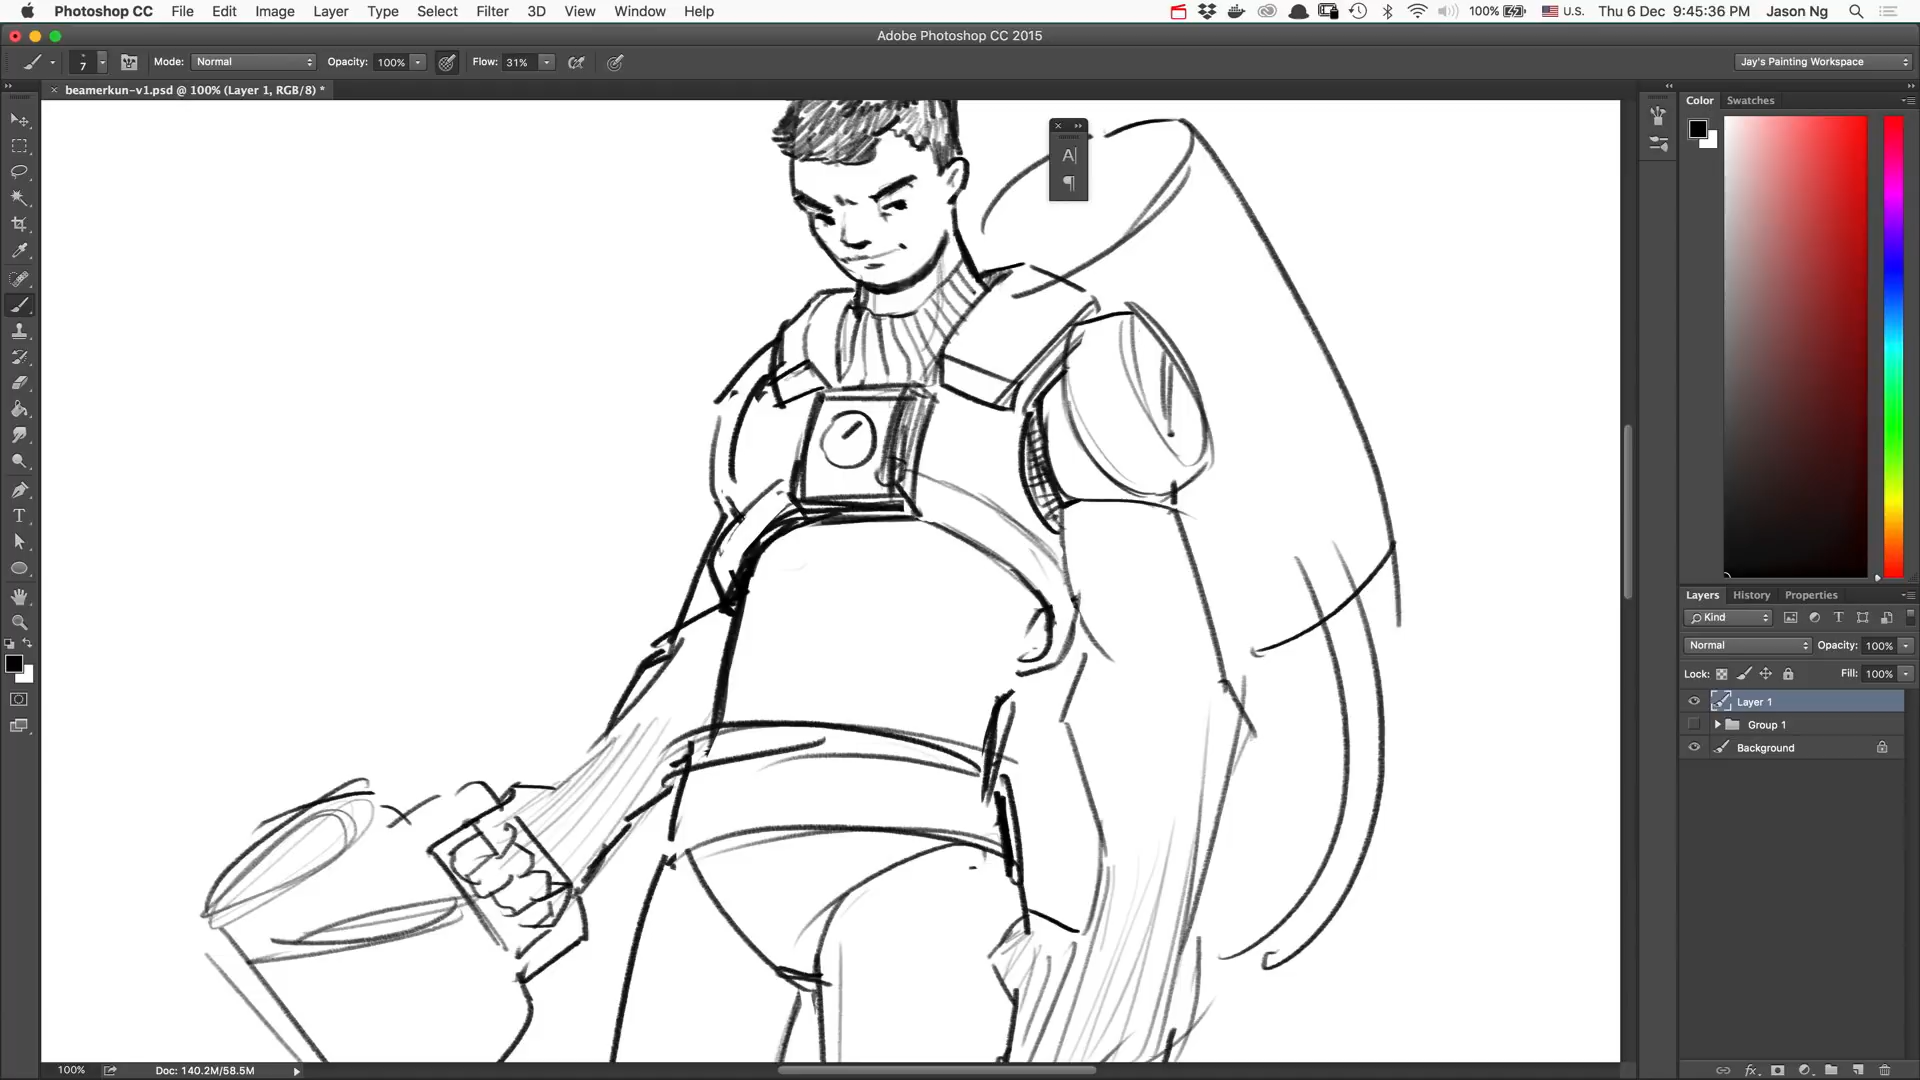 Photoshop CC File Edit Image Layer Type Select Filter 3D View Window Help 100% U.S. Thu 6 Dec 9:45:36 PM Jason Ng
Adobe Photoshop CC 2015
7 Mode: Normal Opacity: 100% Flow: 31% Jay's Painting Workspace
beamerkun-v1.psd @ 100% (Layer 1, RGB/8) *
Color Swatches
A
¶
T
Layers History Properties
Kind T
Normal Opacity: 100%
Lock: Fill: 100%
Layer 1
Group 1
Background
100% Doc: 140.2M/58.5M
fx